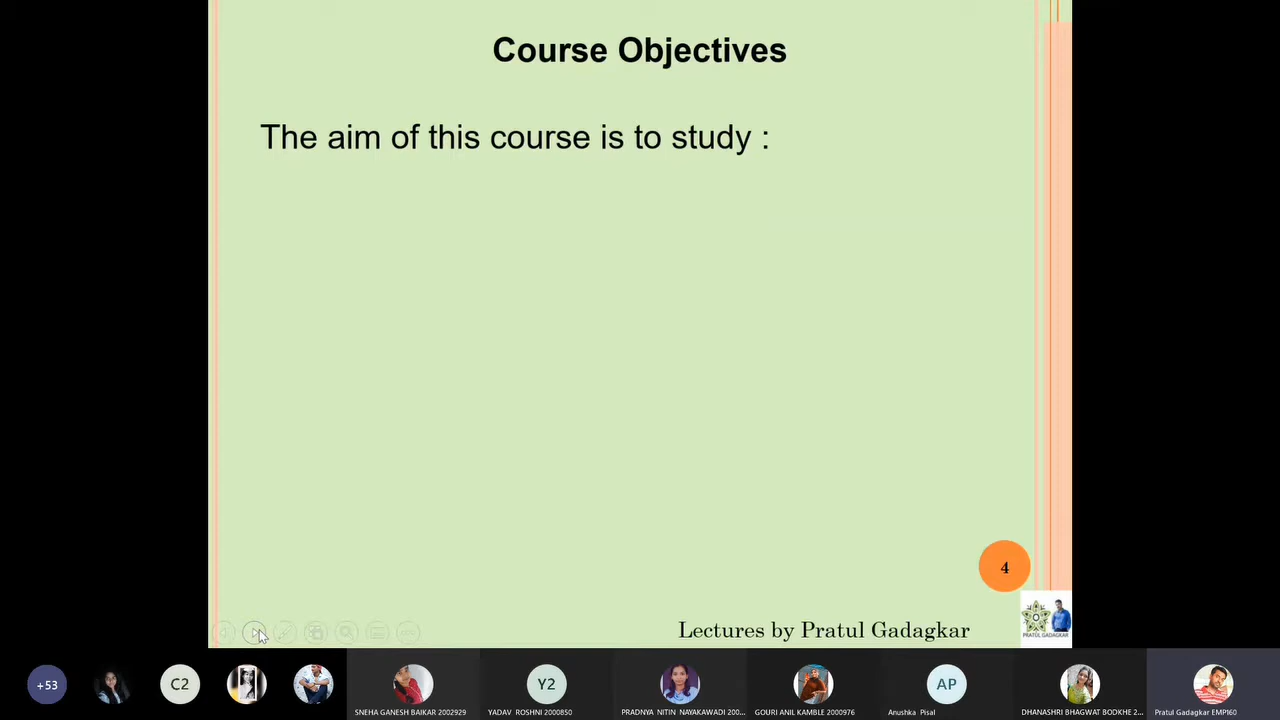 Course Objectives
The aim of this course is to study :
4
Lectures by Pratul Gadagkar
PRATUL GADAGKAR
+53
C2
Y2
AP
SNEHA GANESH BAIKAR 2002929
YADAV ROSHNI 2000850
PRADNYA NITIN NAYAKAWADI 200...
GOURI ANIL KAMBLE 2000976
Anushka Pisal
DHANASHRI BHAGWAT BODKHE 2...
Pratul Gadagkar EMP160